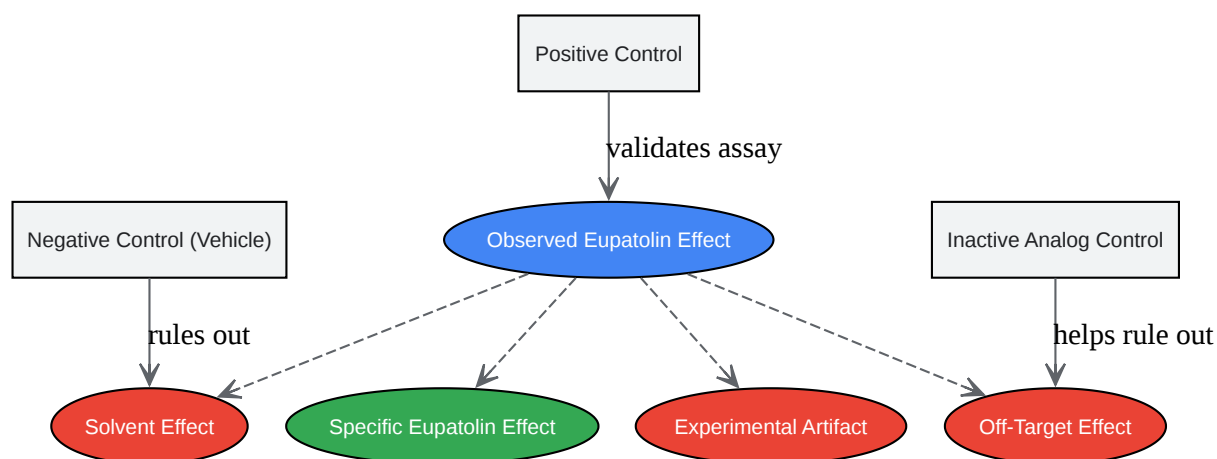 Positive Control
validates assay
Negative Control (Vehicle)
Observed Eupatolin Effect
Inactive Analog Control
rules out
helps rule out
Solvent Effect
Specific Eupatolin Effect
Experimental Artifact
Off-Target Effect